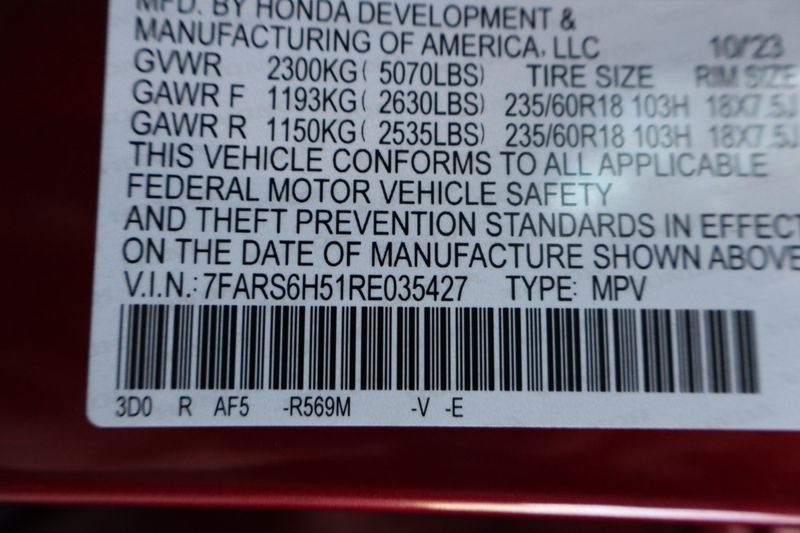 MFD. BY HONDA DEVELOPMENT &
MANUFACTURING OF AMERICA, LLC 10/'23
GVWR 2300KG( 5070LBS) TIRE SIZE RIM SIZE
GAWR F 1193KG( 2630LBS) 235/60R18 103H 18X7.5J
GAWR R 1150KG( 2535LBS) 235/60R18 103H 18X7.5J
THIS VEHICLE CONFORMS TO ALL APPLICABLE
FEDERAL MOTOR VEHICLE SAFETY
AND THEFT PREVENTION STANDARDS IN EFFECT
ON THE DATE OF MANUFACTURE SHOWN ABOVE
V.I.N.: 7FARS6H51RE035427 TYPE: MPV
3D0 R AF5 -R569M -V -E